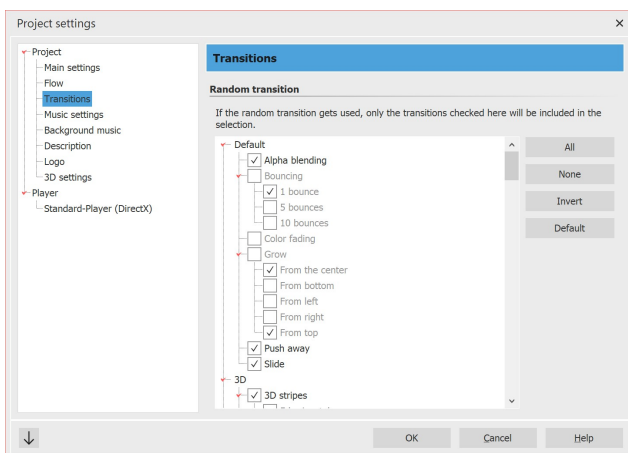 Project settings
Project
Main settings
Flow
Transitions
Music settings
Background music
Description
Logo
3D settings
Player
Standard-Player (DirectX)
Transitions
Random transition
If the random transition gets used, only the transitions checked here will be included in the
selection.
Default
Alpha blending
Bouncing
1 bounce
5 bounces
10 bounces
Color fading
Grow
From the center
From bottom
From left
From right
From top
Push away
Slide
3D
3D stripes
All
None
Invert
Default
OK
Cancel
Help